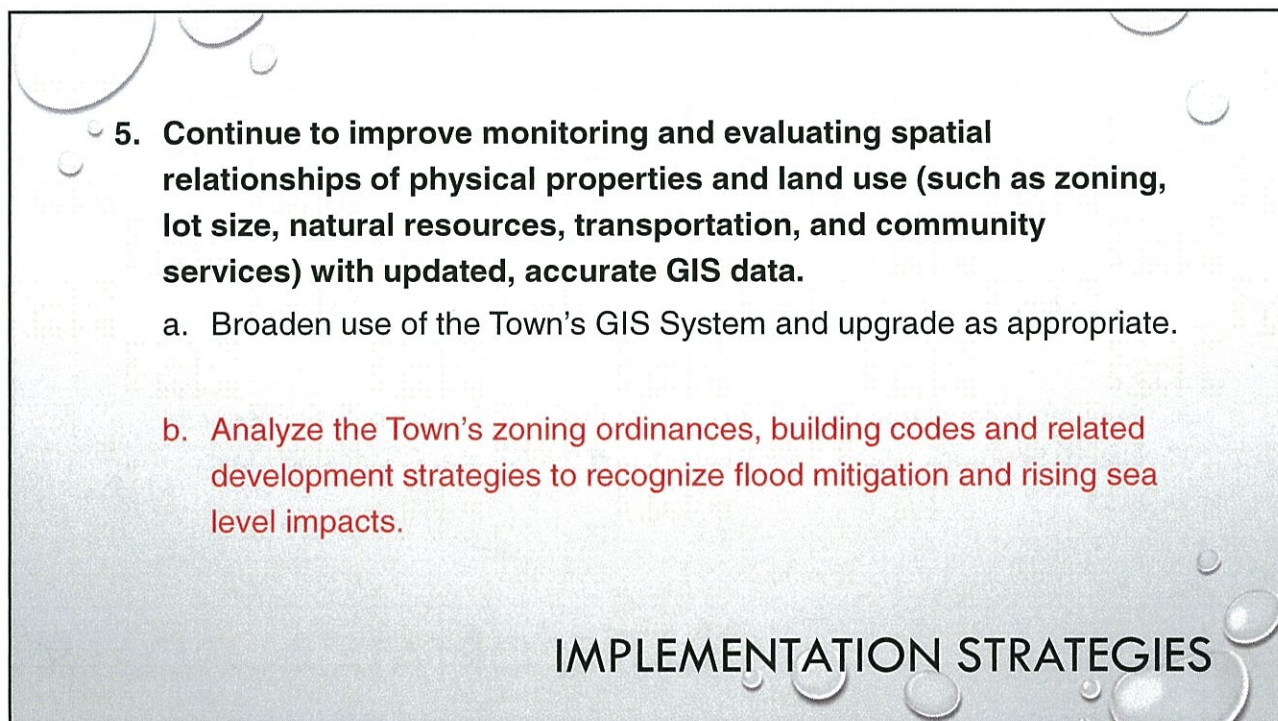 5. Continue to improve monitoring and evaluating spatial
relationships of physical properties and land use (such as zoning,
lot size, natural resources, transportation, and community
services) with updated, accurate GIS data.
a. Broaden use of the Town's GIS System and upgrade as appropriate.
b. Analyze the Town's zoning ordinances, building codes and related
development strategies to recognize flood mitigation and rising sea
level impacts.
IMPLEMENTATION STRATEGIES